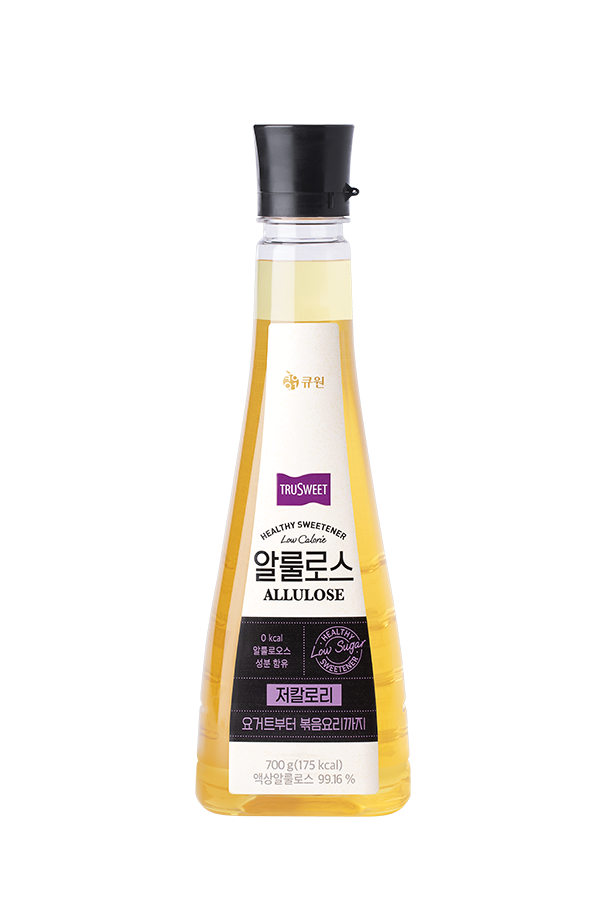 큐원
TRUSWEET
HEALTHY SWEETENER
Low Calorie
알룰로스
ALLULOSE
0 kcal
알룰로오스
성분 함유
HEALTHY
Low Sugar
SWEETENER
저칼로리
요거트부터 볶음요리까지
700 g(175 kcal)
액상알룰로스 99.16 %